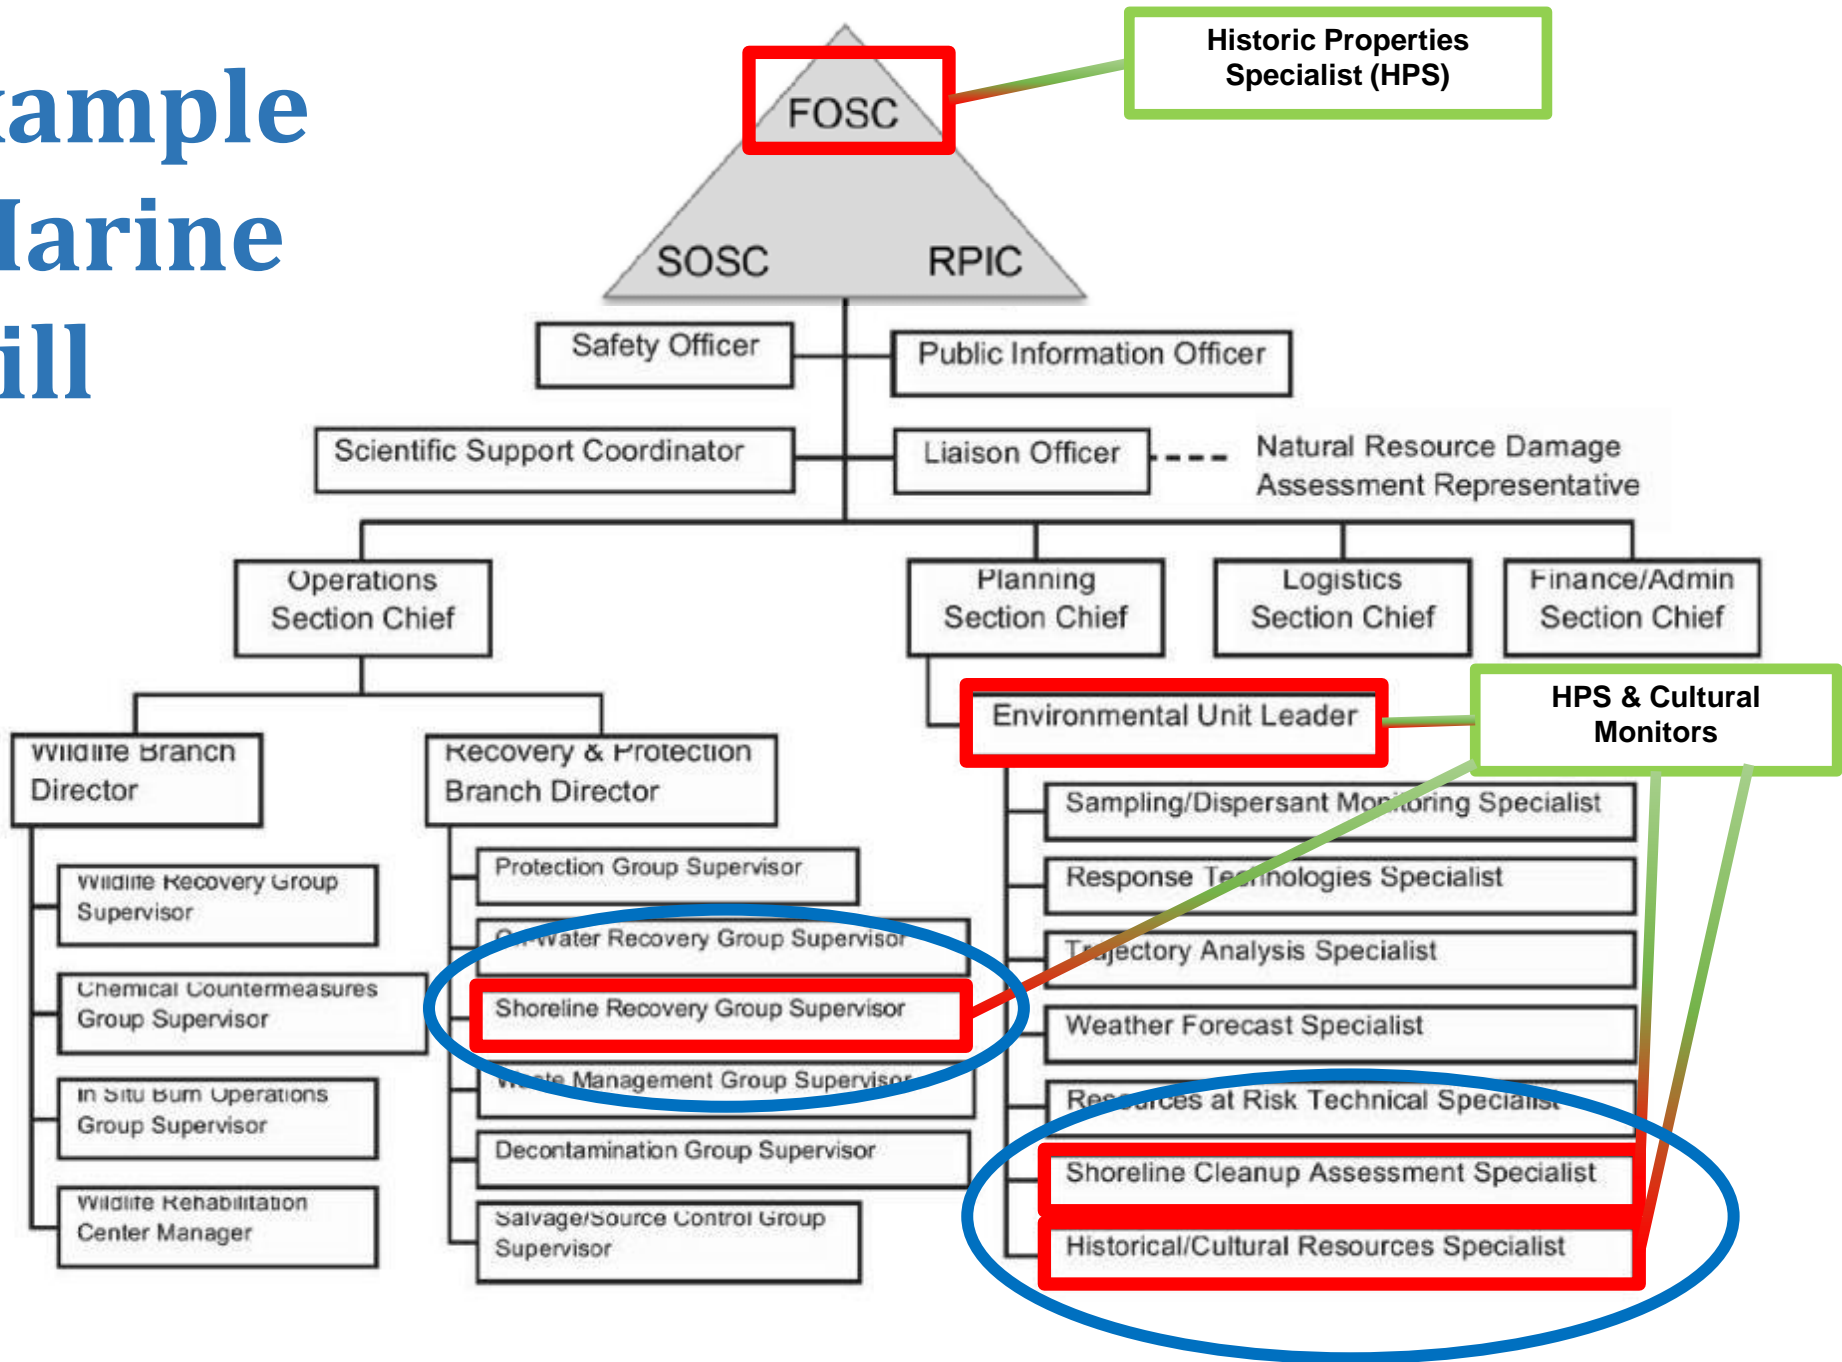 xample
Marine
ill
Historic Properties
Specialist (HPS)
FOSC
SOSC RPIC
Safety Officer
Public Information Officer
Scientific Support Coordinator
Liaison Officer
Natural Resource Damage
Assessment Representative
Operations
Section Chief
Planning
Section Chief
Logistics
Section Chief
Finance/Admin
Section Chief
Wildlife Branch
Director
Wildlife Recovery Group
Supervisor
Chemical Countermeasures
Group Supervisor
In Situ Burn Operations
Group Supervisor
Wildlife Rehabilitation
Center Manager
Recovery & Protection
Branch Director
Protection Group Supervisor
On-Water Recovery Group Supervisor
Shoreline Recovery Group Supervisor
Waste Management Group Supervisor
Decontamination Group Supervisor
Salvage/Source Control Group
Supervisor
Environmental Unit Leader
HPS & Cultural
Monitors
Sampling/Dispersant Monitoring Specialist
Response Technologies Specialist
Trajectory Analysis Specialist
Weather Forecast Specialist
Resources at Risk Technical Specialist
Shoreline Cleanup Assessment Specialist
Historical/Cultural Resources Specialist